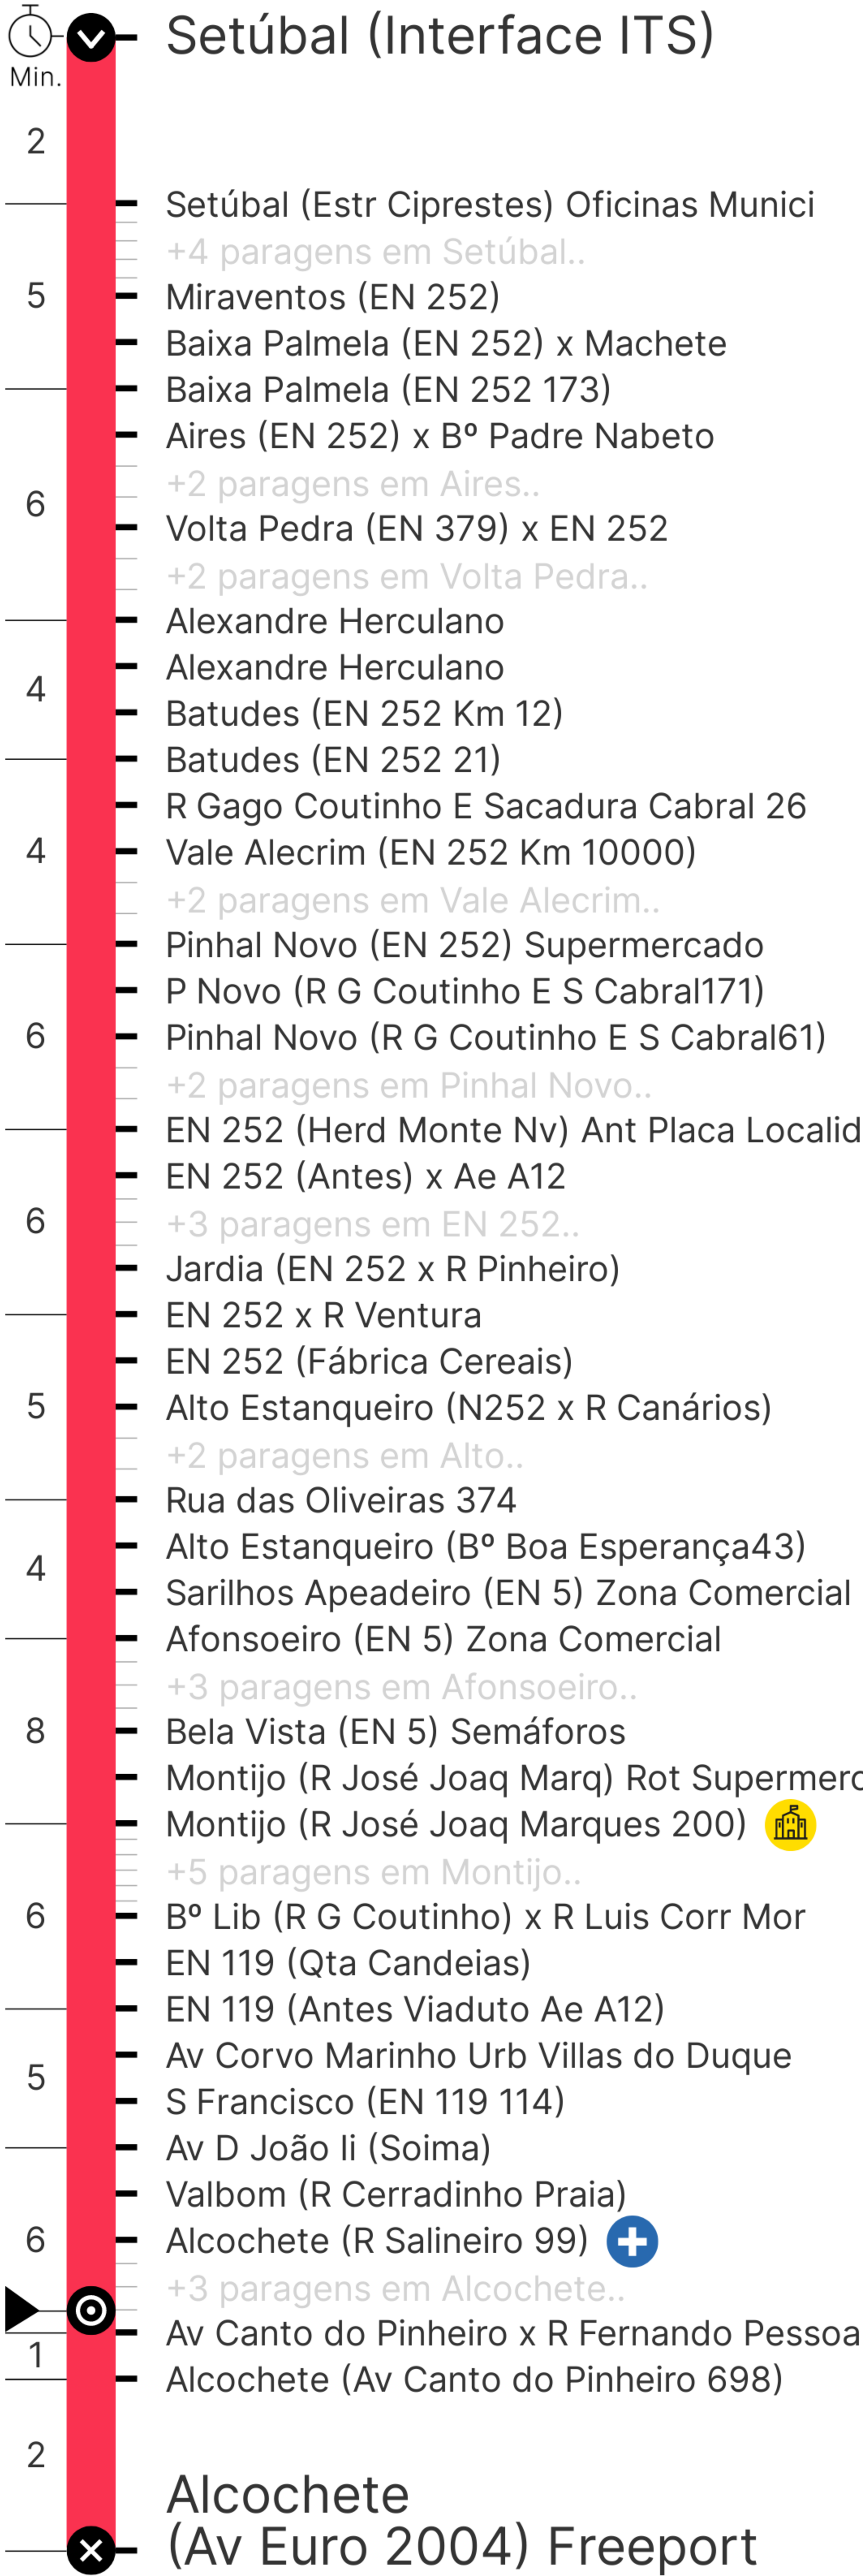 Setúbal (Interface ITS)
Min.
2
Setúbal (Estr Ciprestes) Oficinas Munici
+4 paragens em Setúbal..
5
Miraventos (EN 252)
Baixa Palmela (EN 252) x Machete
Baixa Palmela (EN 252 173)
Aires (EN 252) x Bº Padre Nabeto
+2 paragens em Aires..
6
Volta Pedra (EN 379) x EN 252
+2 paragens em Volta Pedra..
Alexandre Herculano
Alexandre Herculano
4
Batudes (EN 252 Km 12)
Batudes (EN 252 21)
R Gago Coutinho E Sacadura Cabral 26
4
Vale Alecrim (EN 252 Km 10000)
+2 paragens em Vale Alecrim..
Pinhal Novo (EN 252) Supermercado
P Novo (R G Coutinho E S Cabral171)
6
Pinhal Novo (R G Coutinho E S Cabral61)
+2 paragens em Pinhal Novo..
EN 252 (Herd Monte Nv) Ant Placa Localid
EN 252 (Antes) x Ae A12
6
+3 paragens em EN 252..
Jardia (EN 252 x R Pinheiro)
EN 252 x R Ventura
EN 252 (Fábrica Cereais)
5
Alto Estanqueiro (N252 x R Canários)
+2 paragens em Alto..
Rua das Oliveiras 374
Alto Estanqueiro (Bº Boa Esperança43)
4
Sarilhos Apeadeiro (EN 5) Zona Comercial
Afonsoeiro (EN 5) Zona Comercial
+3 paragens em Afonsoeiro..
8
Bela Vista (EN 5) Semáforos
Montijo (R José Joaq Marq) Rot Supermerc
Montijo (R José Joaq Marques 200)
+5 paragens em Montijo..
6
Bº Lib (R G Coutinho) x R Luis Corr Mor
EN 119 (Qta Candeias)
EN 119 (Antes Viaduto Ae A12)
Av Corvo Marinho Urb Villas do Duque
5
S Francisco (EN 119 114)
Av D João Ii (Soima)
Valbom (R Cerradinho Praia)
6
Alcochete (R Salineiro 99)
+3 paragens em Alcochete..
Av Canto do Pinheiro x R Fernando Pessoa
1
Alcochete (Av Canto do Pinheiro 698)
2
Alcochete
(Av Euro 2004) Freeport